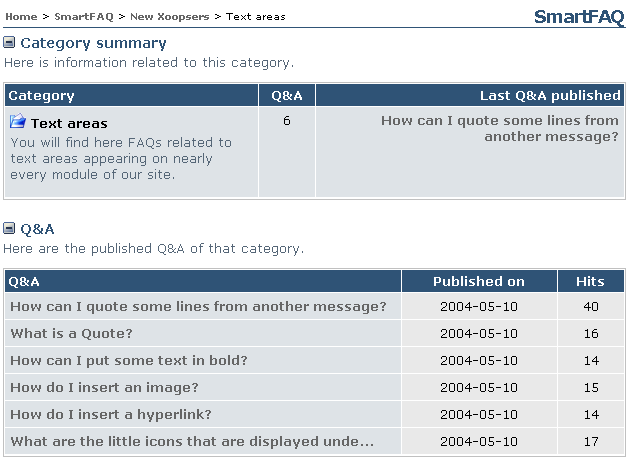 Home > SmartFAQ > New Xoopsers > Text areas
SmartFAQ
Category summary
Here is information related to this category.
Category Q&A Last Q&A published
Text areas 6 How can I quote some lines from another message?
You will find here FAQs related to
text areas appearing on nearly
every module of our site.
Q&A
Here are the published Q&A of that category.
Q&A Published on Hits
How can I quote some lines from another message? 2004-05-10 40
What is a Quote? 2004-05-10 16
How can I put some text in bold? 2004-05-10 14
How do I insert an image? 2004-05-10 15
How do I insert a hyperlink? 2004-05-10 14
What are the little icons that are displayed unde... 2004-05-10 17